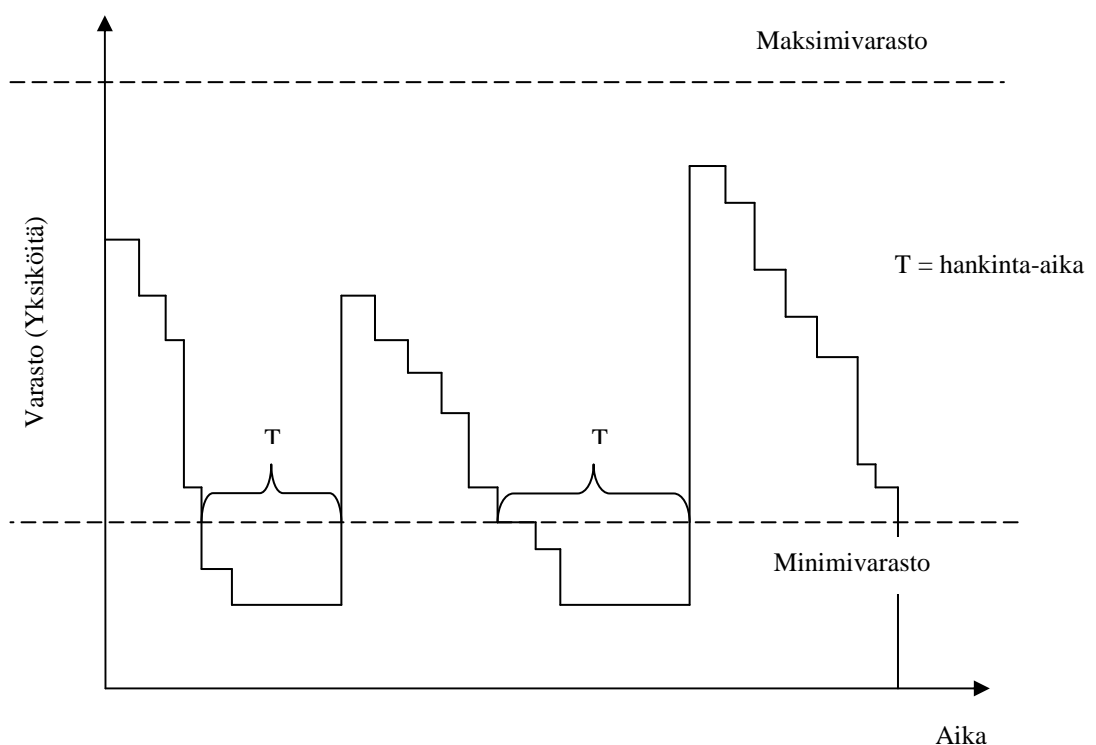 Maksimivarasto
Varasto (Yksiköitä)
T = hankinta-aika
T
T
Minimivarasto
Aika